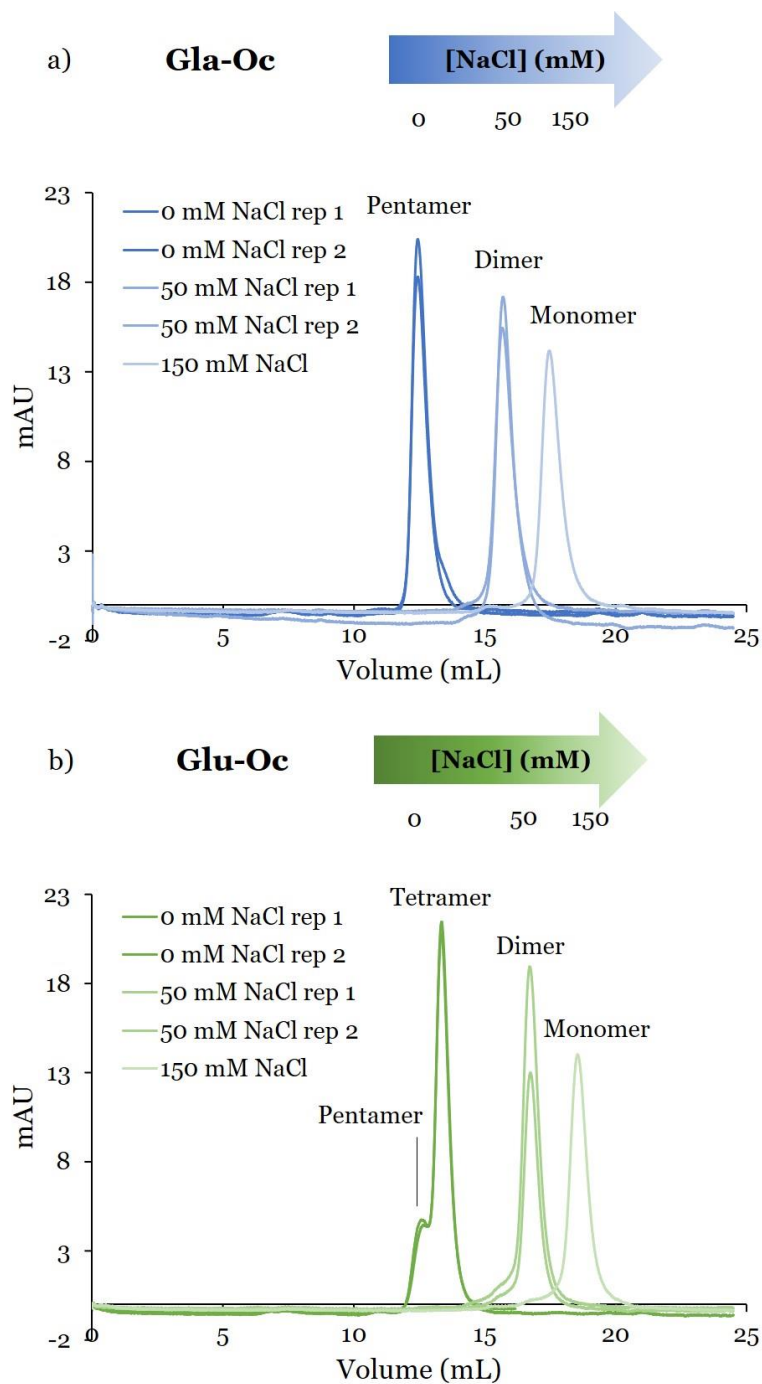 a) Gla-Oc [NaCl] (mM)
0 50 150
23
18
13
8
3
-2
mAU
0 mM NaCl rep 1
0 mM NaCl rep 2
50 mM NaCl rep 1
50 mM NaCl rep 2
150 mM NaCl
Pentamer
Dimer
Monomer
0 5 10 15 20 25
Volume (mL)
b) Glu-Oc [NaCl] (mM)
0 50 150
23
18
13
8
3
-2
mAU
0 mM NaCl rep 1
0 mM NaCl rep 2
50 mM NaCl rep 1
50 mM NaCl rep 2
150 mM NaCl
Tetramer
Dimer
Monomer
Pentamer
0 5 10 15 20 25
Volume (mL)